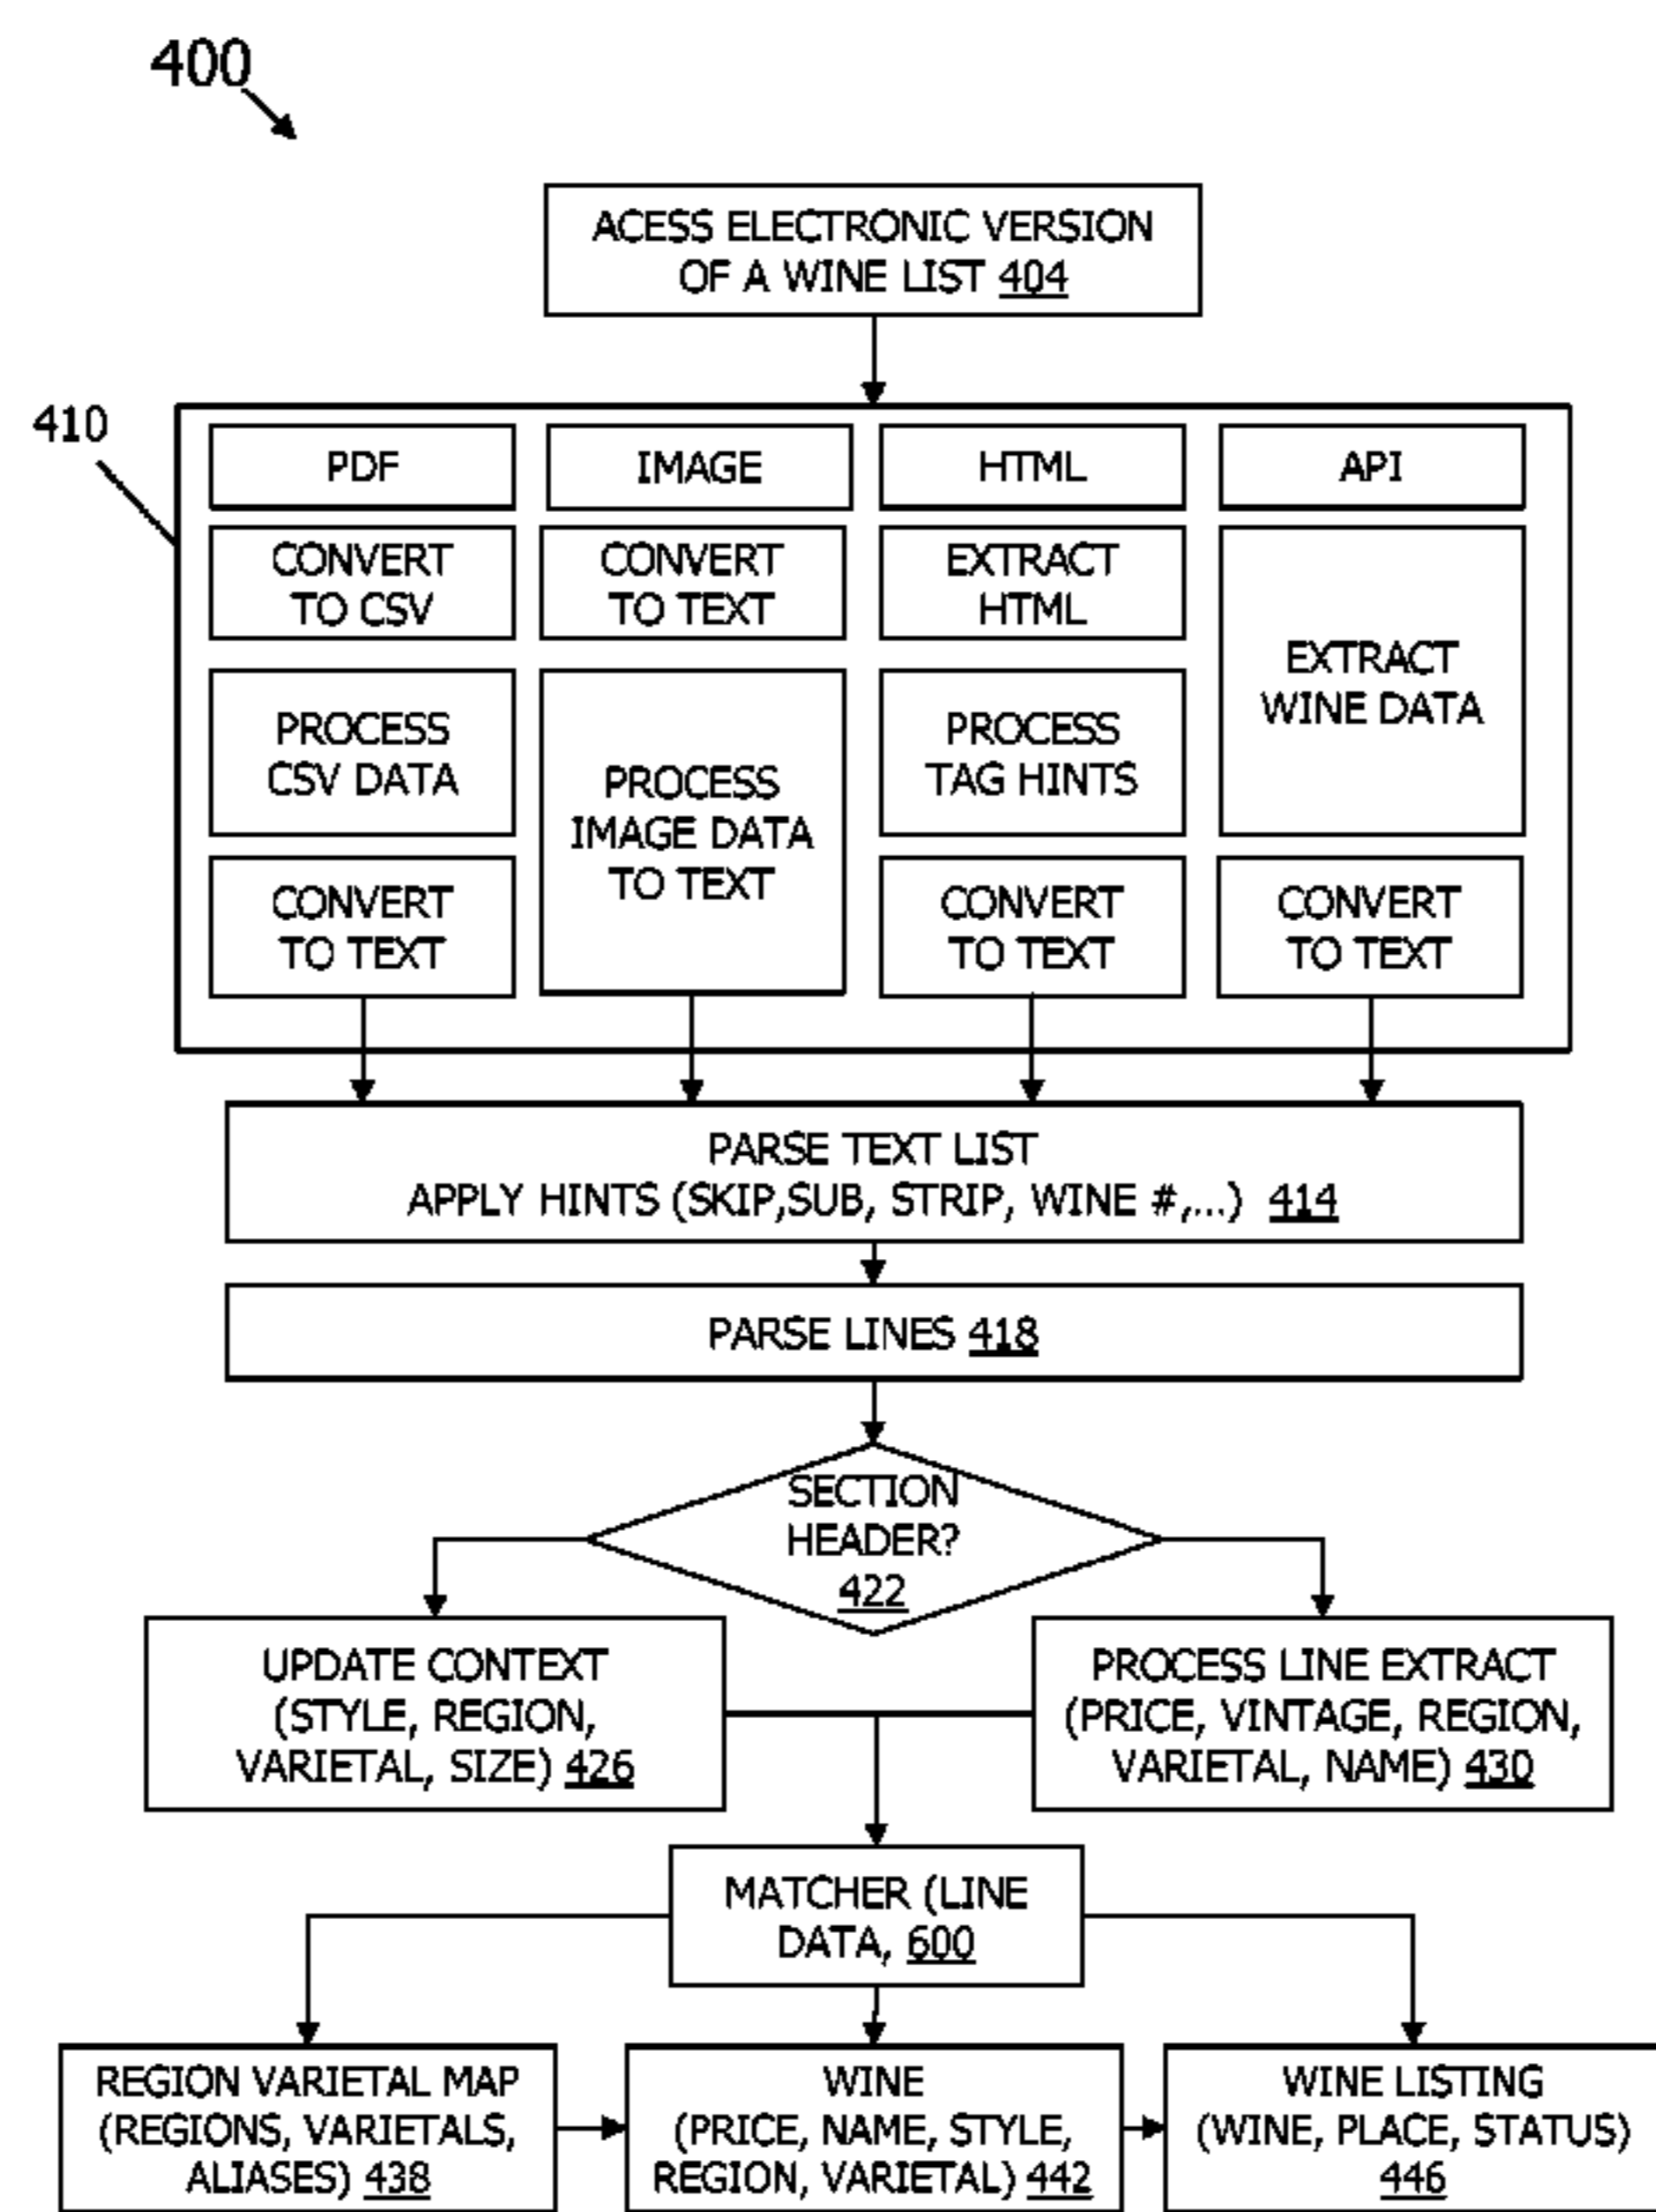 400
ACESS ELECTRONIC VERSION
OF A WINE LIST 404
410
PDF
CONVERT
TO CSV
PROCESS
CSV DATA
CONVERT
TO TEXT
IMAGE
CONVERT
TO TEXT
PROCESS
IMAGE DATA
TO TEXT
HTML
EXTRACT
HTML
PROCESS
TAG HINTS
CONVERT
TO TEXT
API
EXTRACT
WINE DATA
CONVERT
TO TEXT
PARSE TEXT LIST
APPLY HINTS (SKIP,SUB, STRIP, WINE #,...) 414
PARSE LINES 418
SECTION
HEADER?
422
UPDATE CONTEXT
(STYLE, REGION,
VARIETAL, SIZE) 426
PROCESS LINE EXTRACT
(PRICE, VINTAGE, REGION,
VARIETAL, NAME) 430
MATCHER (LINE
DATA, 600
REGION VARIETAL MAP
(REGIONS, VARIETALS,
ALIASES) 438
WINE
(PRICE, NAME, STYLE,
REGION, VARIETAL) 442
WINE LISTING
(WINE, PLACE, STATUS)
446